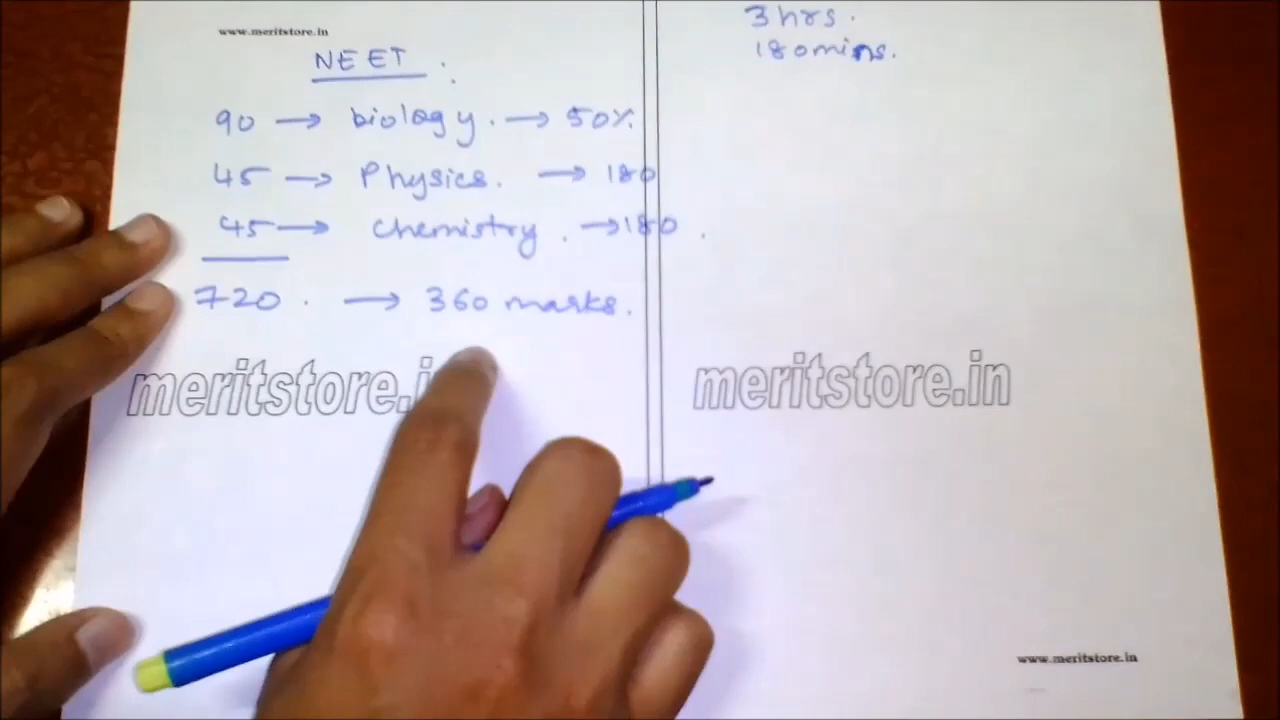 www.meritstore.in
NEET .
90 → biology . → 50%
45 → Physics. → 180
45 → chemistry . → 180 .
720 . → 360 marks.
meritstore.i
3 hrs .
180 mins.
meritstore.in
www.meritstore.in